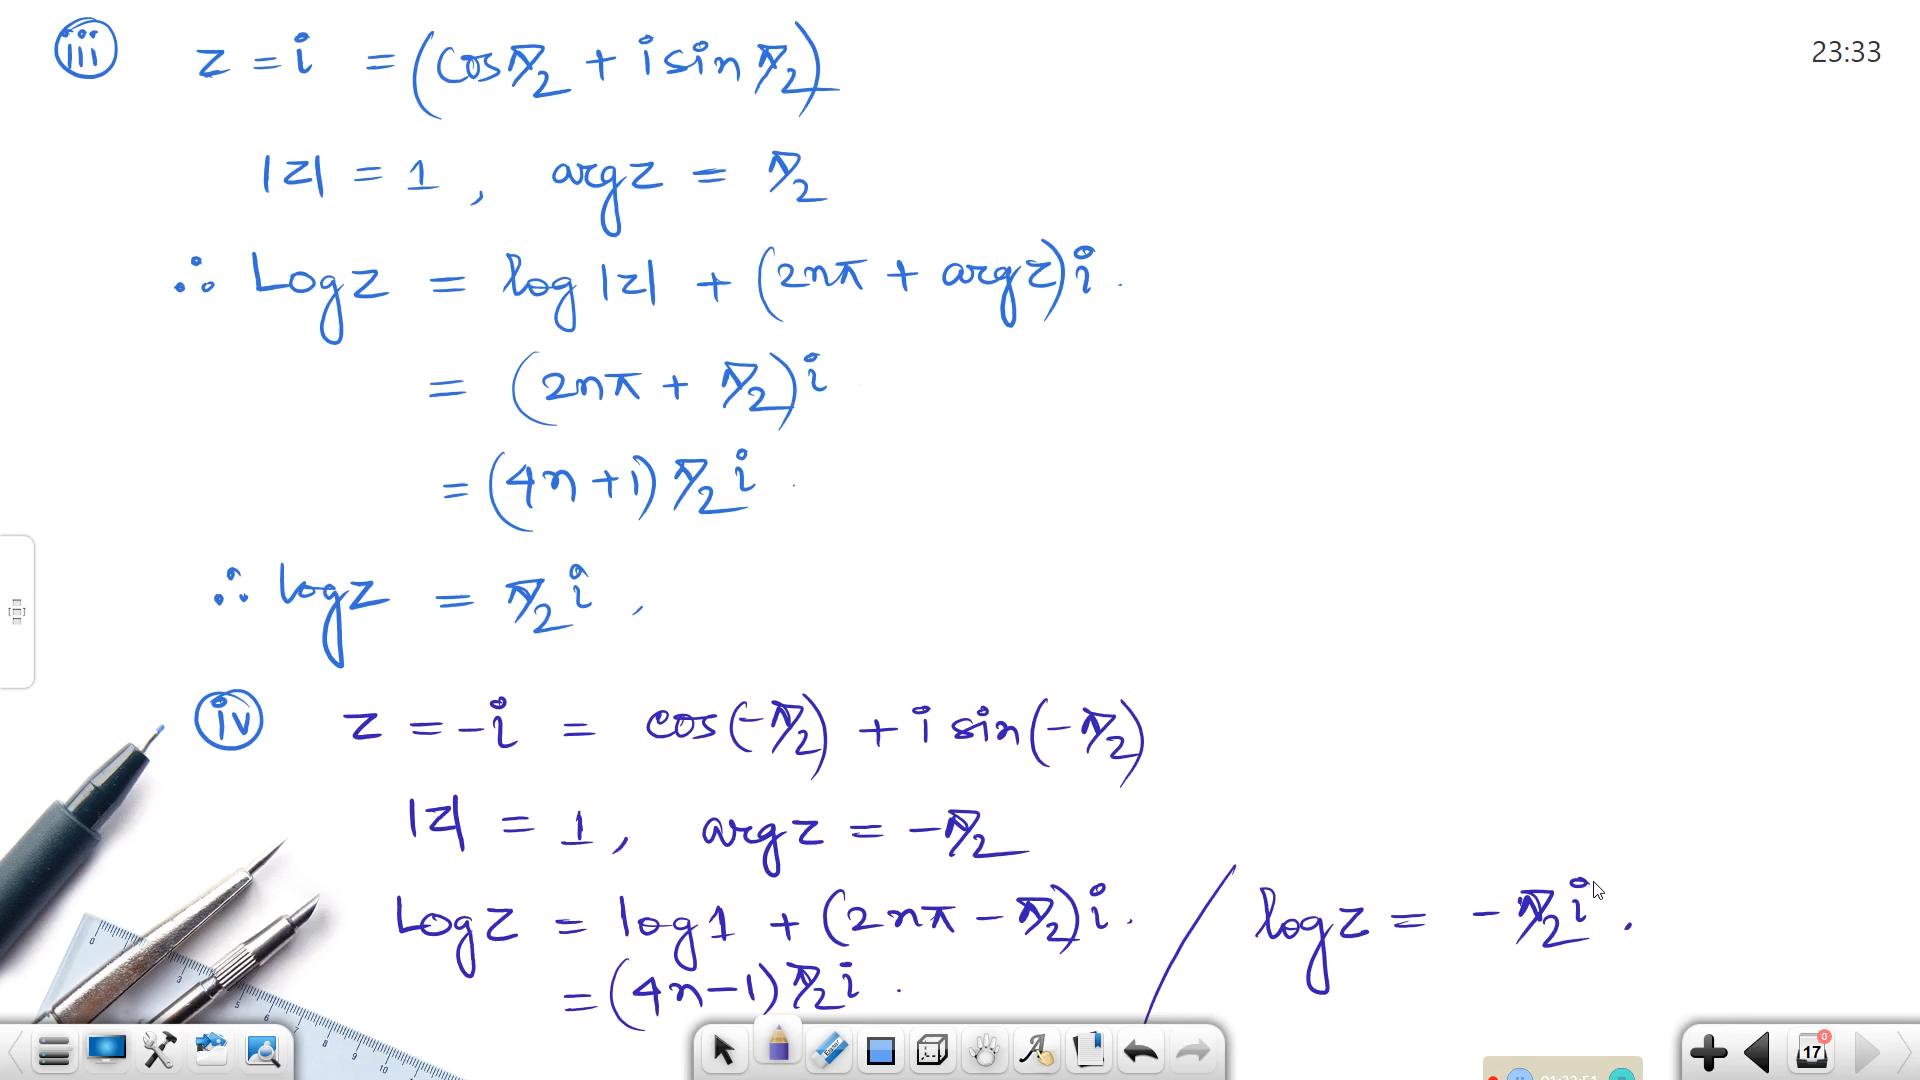 23:33
(iii) z = i = (cos π/2 + i sin π/2)
|z| = 1 , arg z = π/2
∴ Log z = log |z| + (2nπ + arg z) i .
= (2nπ + π/2) i
= (4n + 1) π/2 i
∴ log z = π/2 i ,
(iv) z = -i = cos(-π/2) + i sin(-π/2)
|z| = 1 , arg z = -π/2
Log z = log 1 + (2nπ - π/2) i . / log z = - π/2 i .
= (4n - 1) π/2 i .
17
0